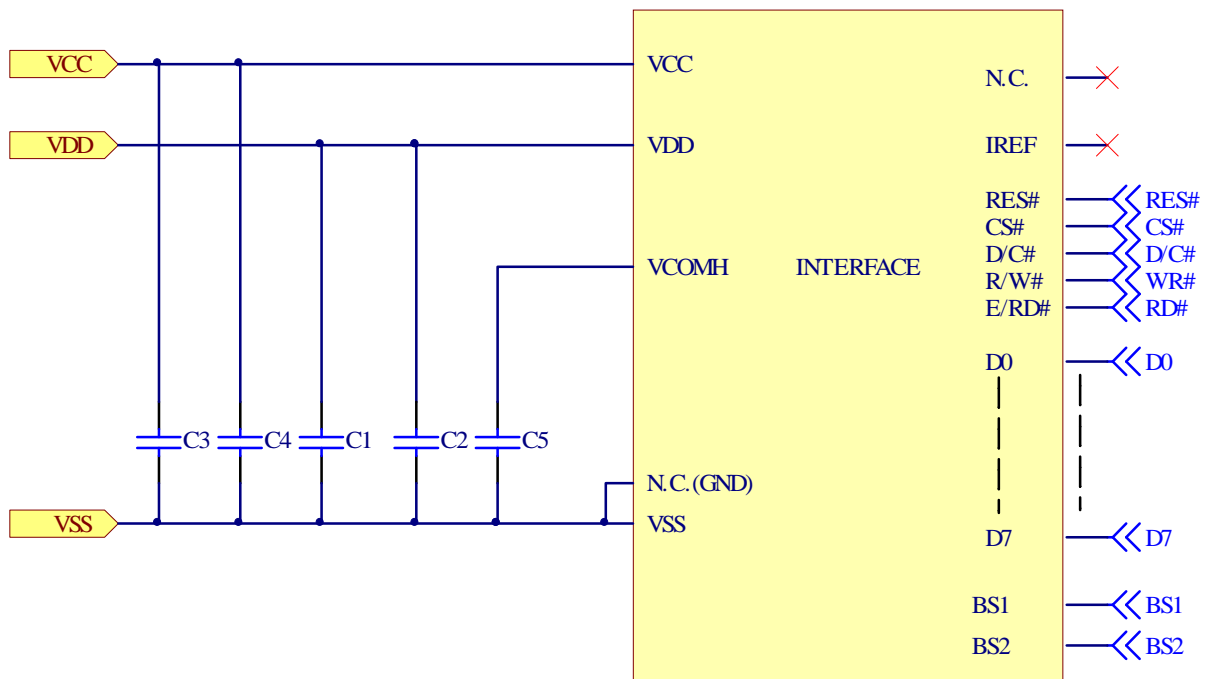 VCC
VCC
N.C.
VDD
VDD
IREF
RES#
RES#
CS#
CS#
D/C#
D/C#
VCOMH
INTERFACE
R/W#
WR#
E/RD#
RD#
D0
D0
C3
C4
C1
C2
C5
N.C.(GND)
VSS
VSS
D7
D7
BS1
BS1
BS2
BS2